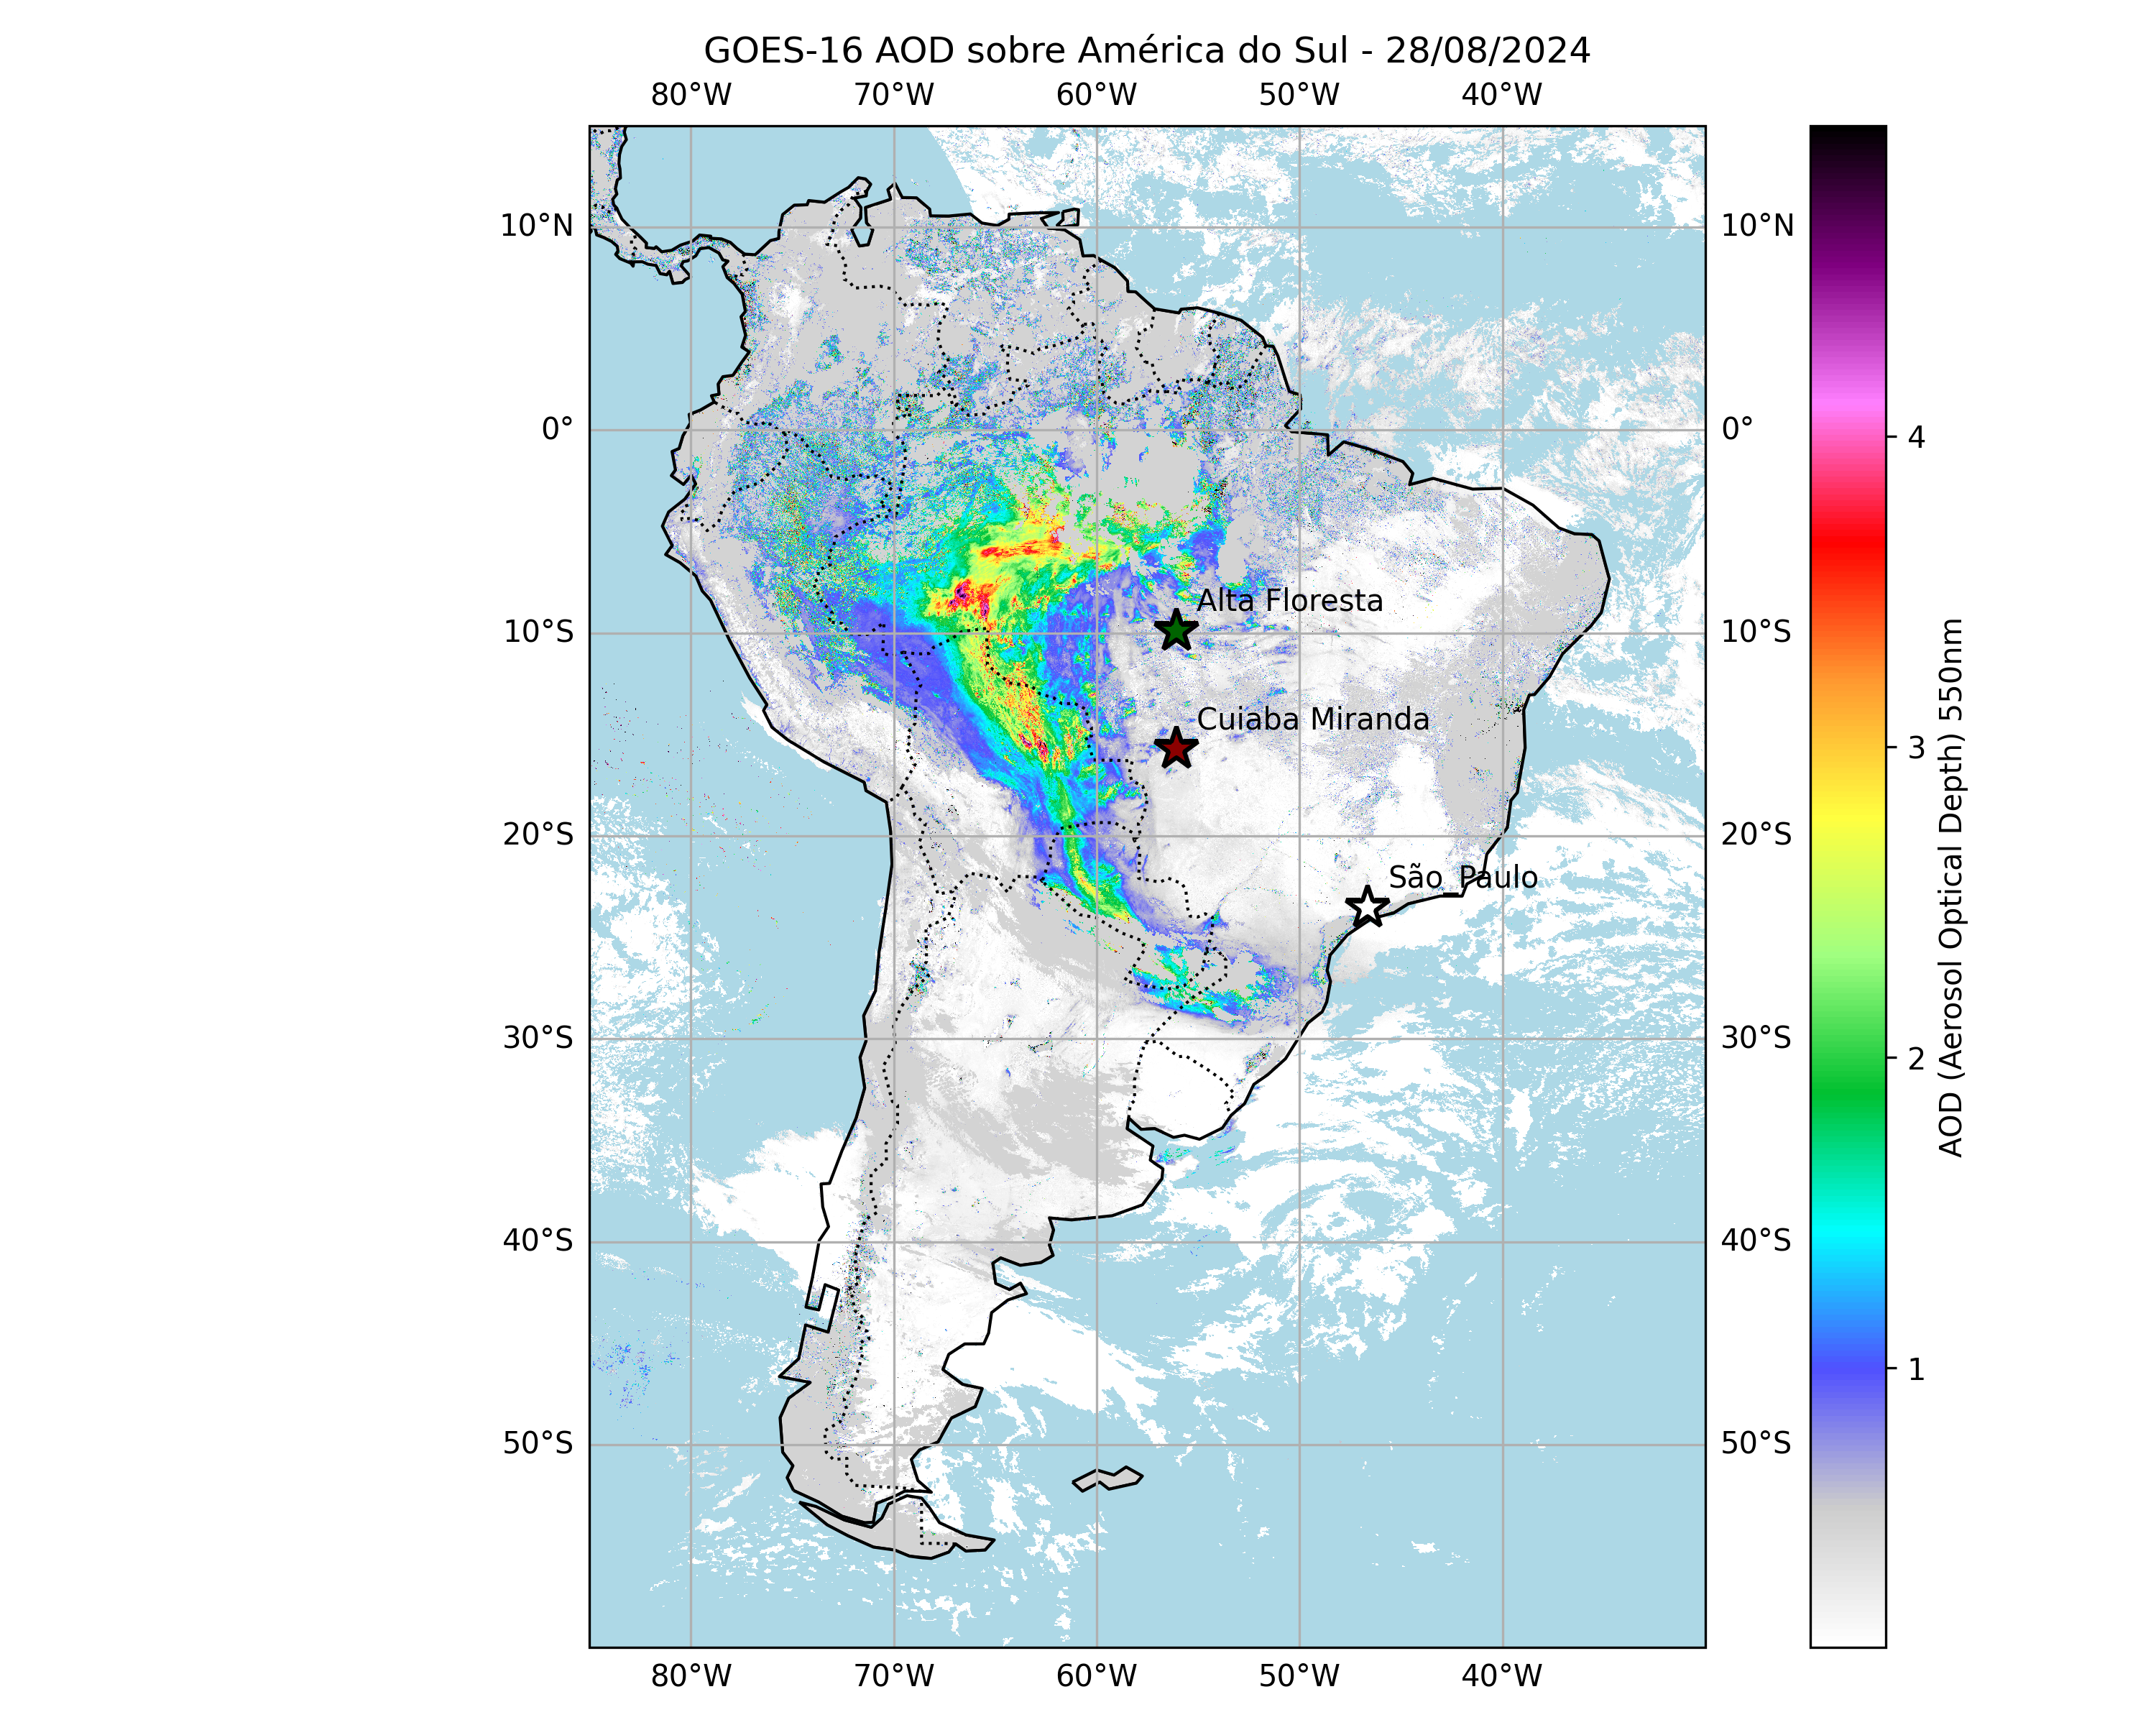 GOES-16 AOD sobre América do Sul - 28/08/2024
80°W 70°W 60°W 50°W 40°W
10°N 10°N
0° 0°
Alta Floresta
10°S 10°S
Cuiaba Miranda
20°S 20°S
São_Paulo
30°S 30°S
40°S 40°S
50°S 50°S
80°W 70°W 60°W 50°W 40°W
4
3
2
1
AOD (Aerosol Optical Depth) 550nm